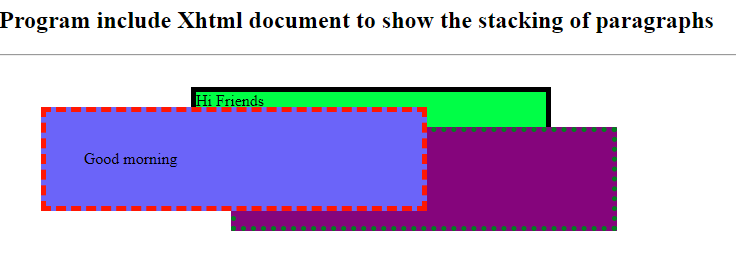 Program include Xhtml document to show the stacking of paragraphs
Hi Friends
Good morning